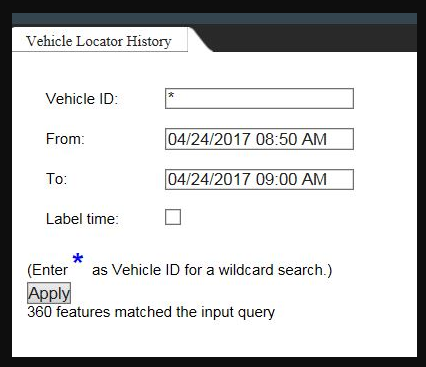 Vehicle Locator History
Vehicle ID: *
From: 04/24/2017 08:50 AM
To: 04/24/2017 09:00 AM
Label time:
(Enter * as Vehicle ID for a wildcard search.)
Apply
360 features matched the input query